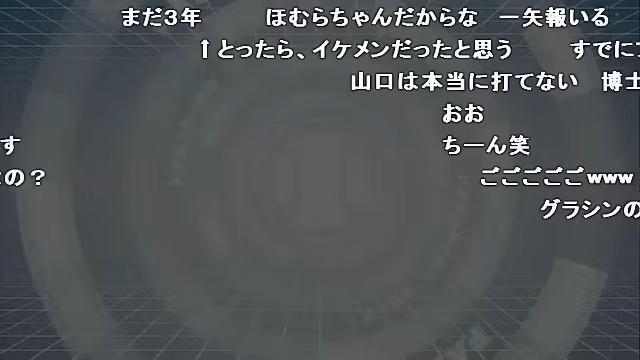 まだ3年 ほむらちゃんだからな 一矢報いる
↑とったら、イケメンだったと思う すでに
山口は本当に打てない 博士
おお
す ちーん笑
の？ ごごごごごwww
グラシンの